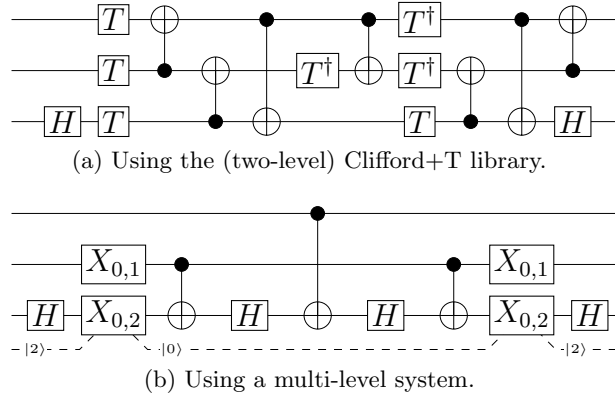 T T†
T T† T†
H T T H
(a) Using the (two-level) Clifford+T library.
X0,1 X0,1
H X0,2 H H X0,2 H
|2⟩ |0⟩ |2⟩
(b) Using a multi-level system.